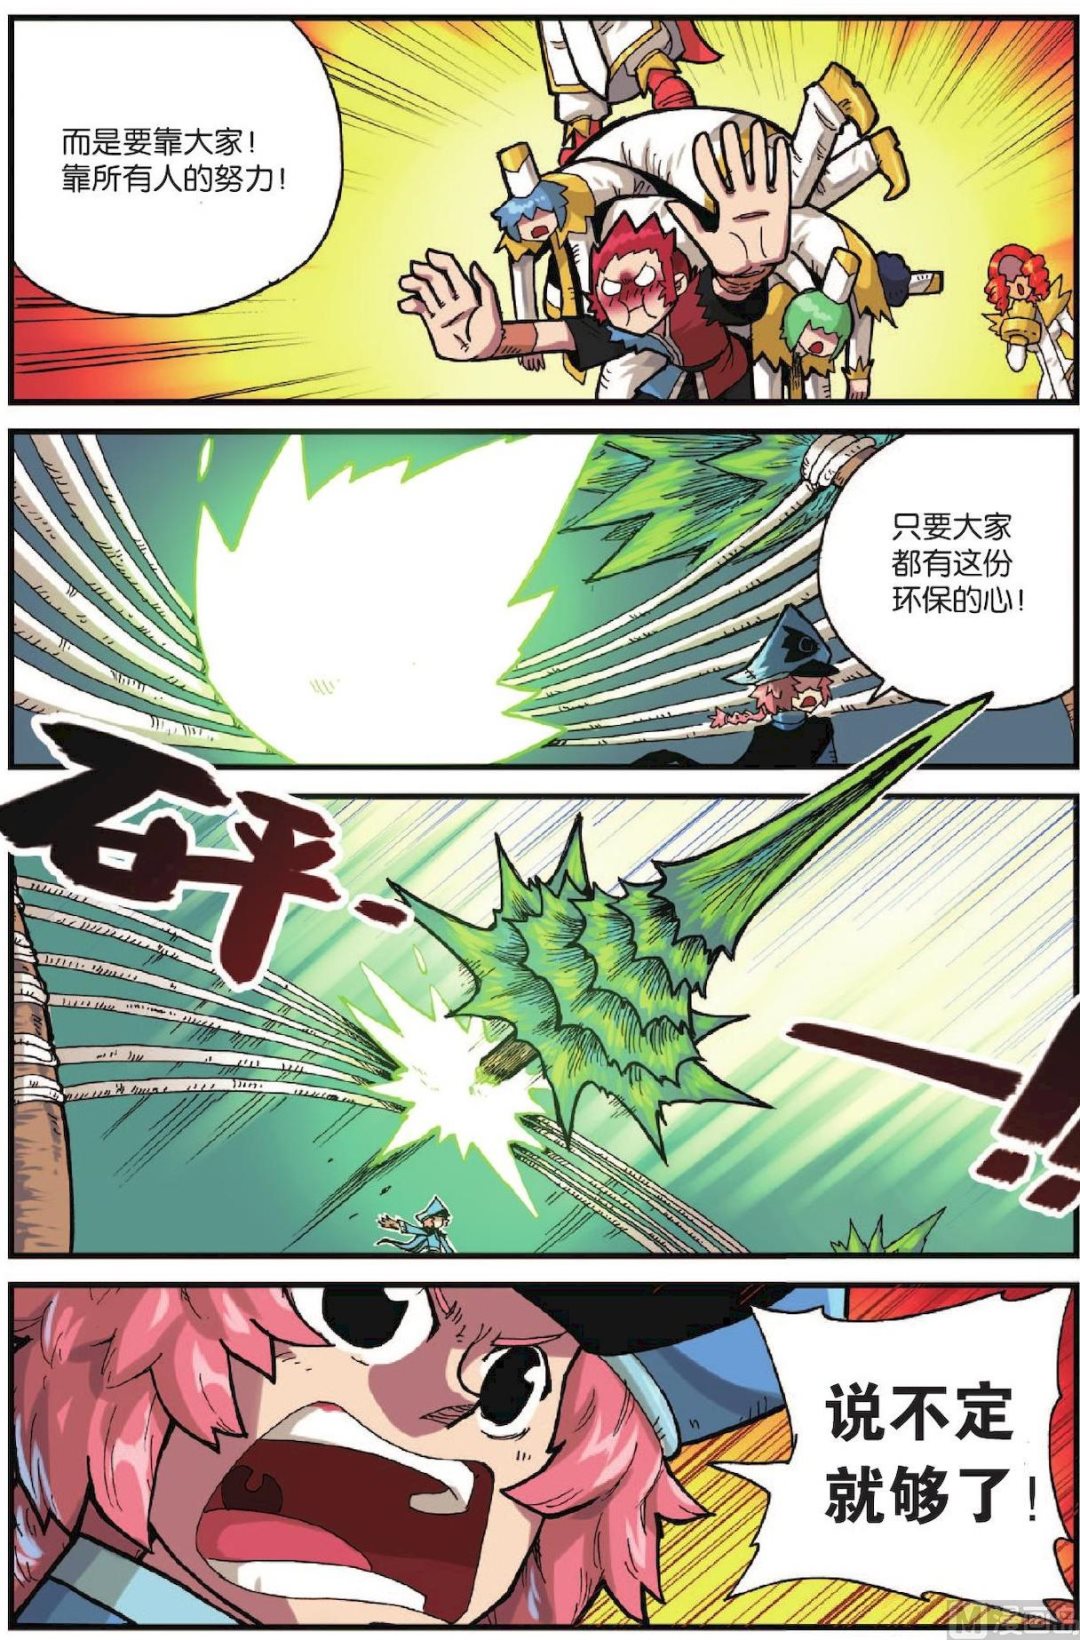 而是要靠大家！
靠所有人的努力！
只要大家
都有这份
环保的心！
砰——！！
说不定
就够了！